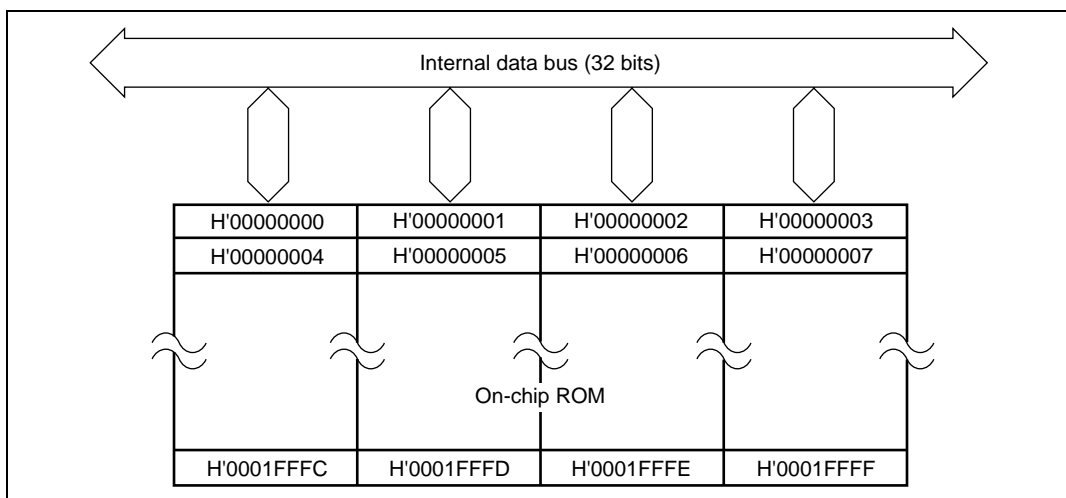 Internal data bus (32 bits)
H'00000000 H'00000001 H'00000002 H'00000003
H'00000004 H'00000005 H'00000006 H'00000007
On-chip ROM
H'0001FFFC H'0001FFFD H'0001FFFE H'0001FFFF